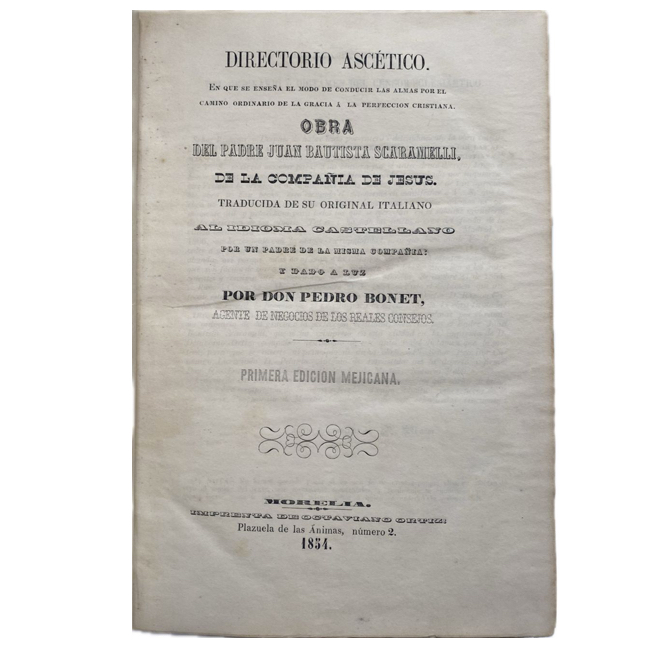 DIRECTORIO ASCÉTICO.
EN QUE SE ENSEÑA EL MODO DE CONDUCIR LAS ALMAS POR EL
CAMINO ORDINARIO DE LA GRACIA Á LA PERFECCION CRISTIANA.
OBRA
DEL PADRE JUAN BAUTISTA SCARAMELLI,
DE LA COMPAÑIA DE JESUS.
TRADUCIDA DE SU ORIGINAL ITALIANO
AL IDIOMA CASTELLANO
POR UN PADRE DE LA MISMA COMPAÑIA:
Y DADO A LUZ
POR DON PEDRO BONET,
AGENTE DE NEGOCIOS DE LOS REALES CONSEJOS.
PRIMERA EDICION MEJICANA.
MORELIA.
IMPRENTA DE OCTAVIANO ORTIZ:
Plazuela de las Ánimas, número 2.
1854.